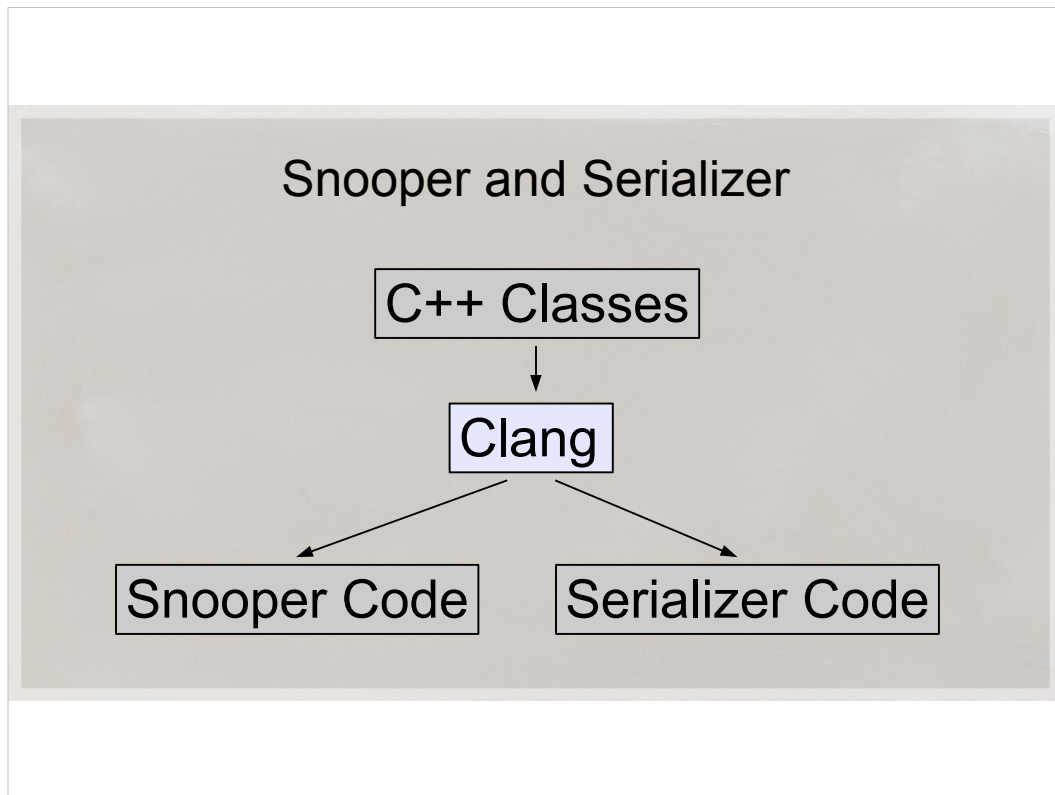 Snooper and Serializer
C++ Classes
Clang
Snooper Code
Serializer Code